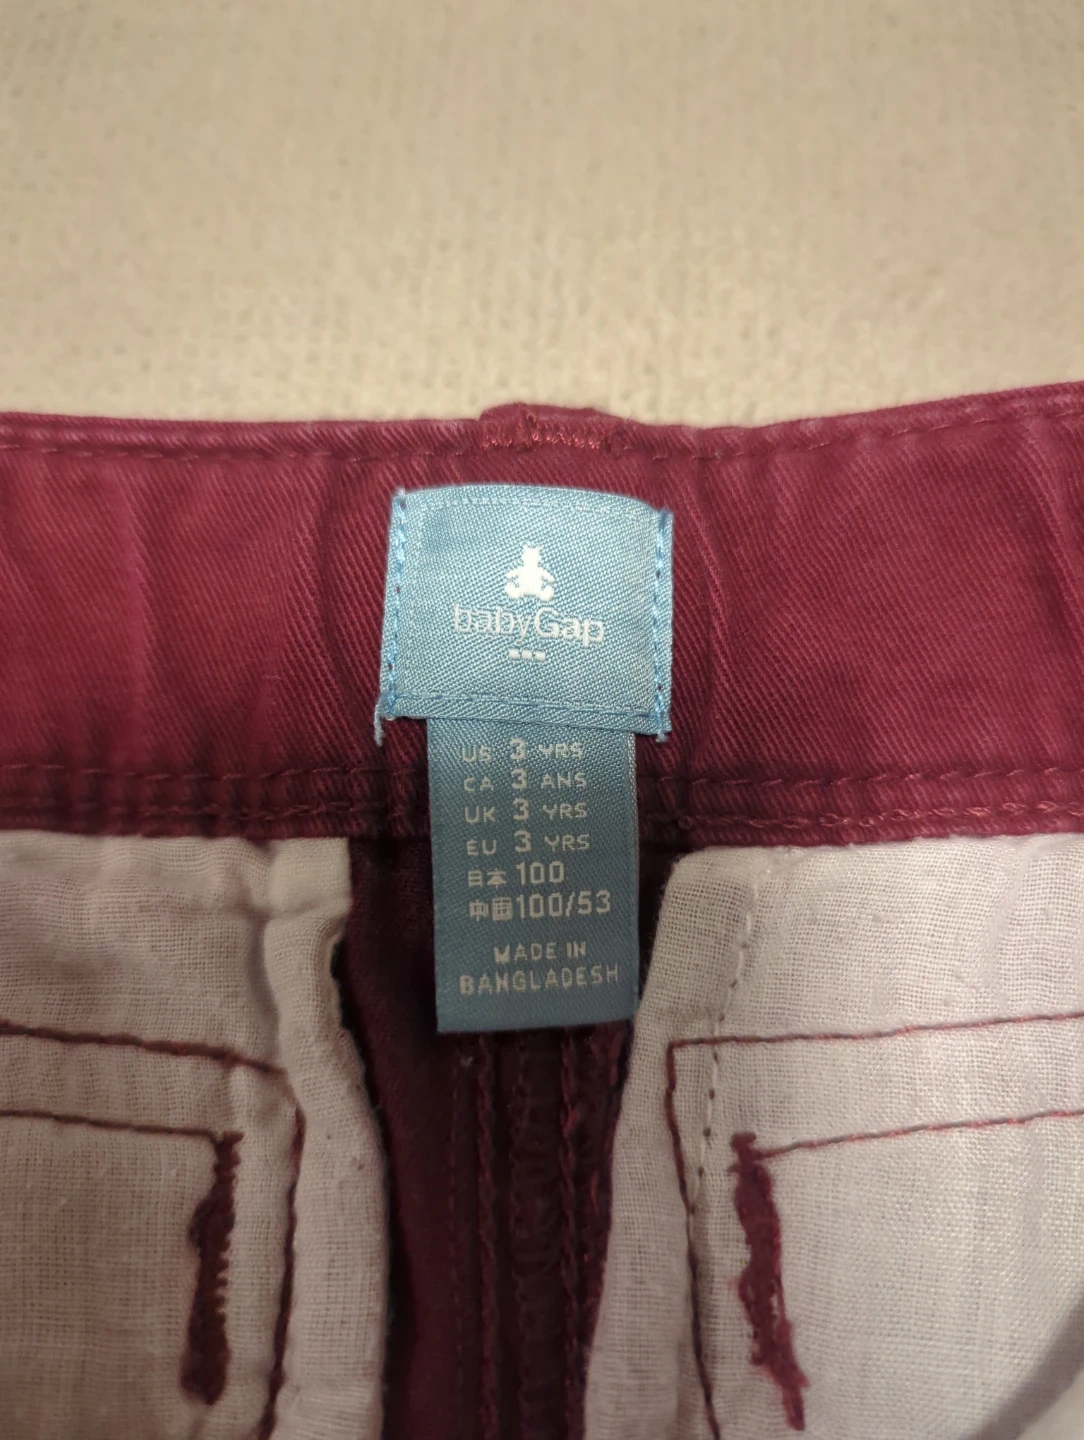 babyGap
US 3 YRS
CA 3 ANS
UK 3 YRS
EU 3 YRS
日本 100
中国 100/53
MADE IN
BANGLADESH